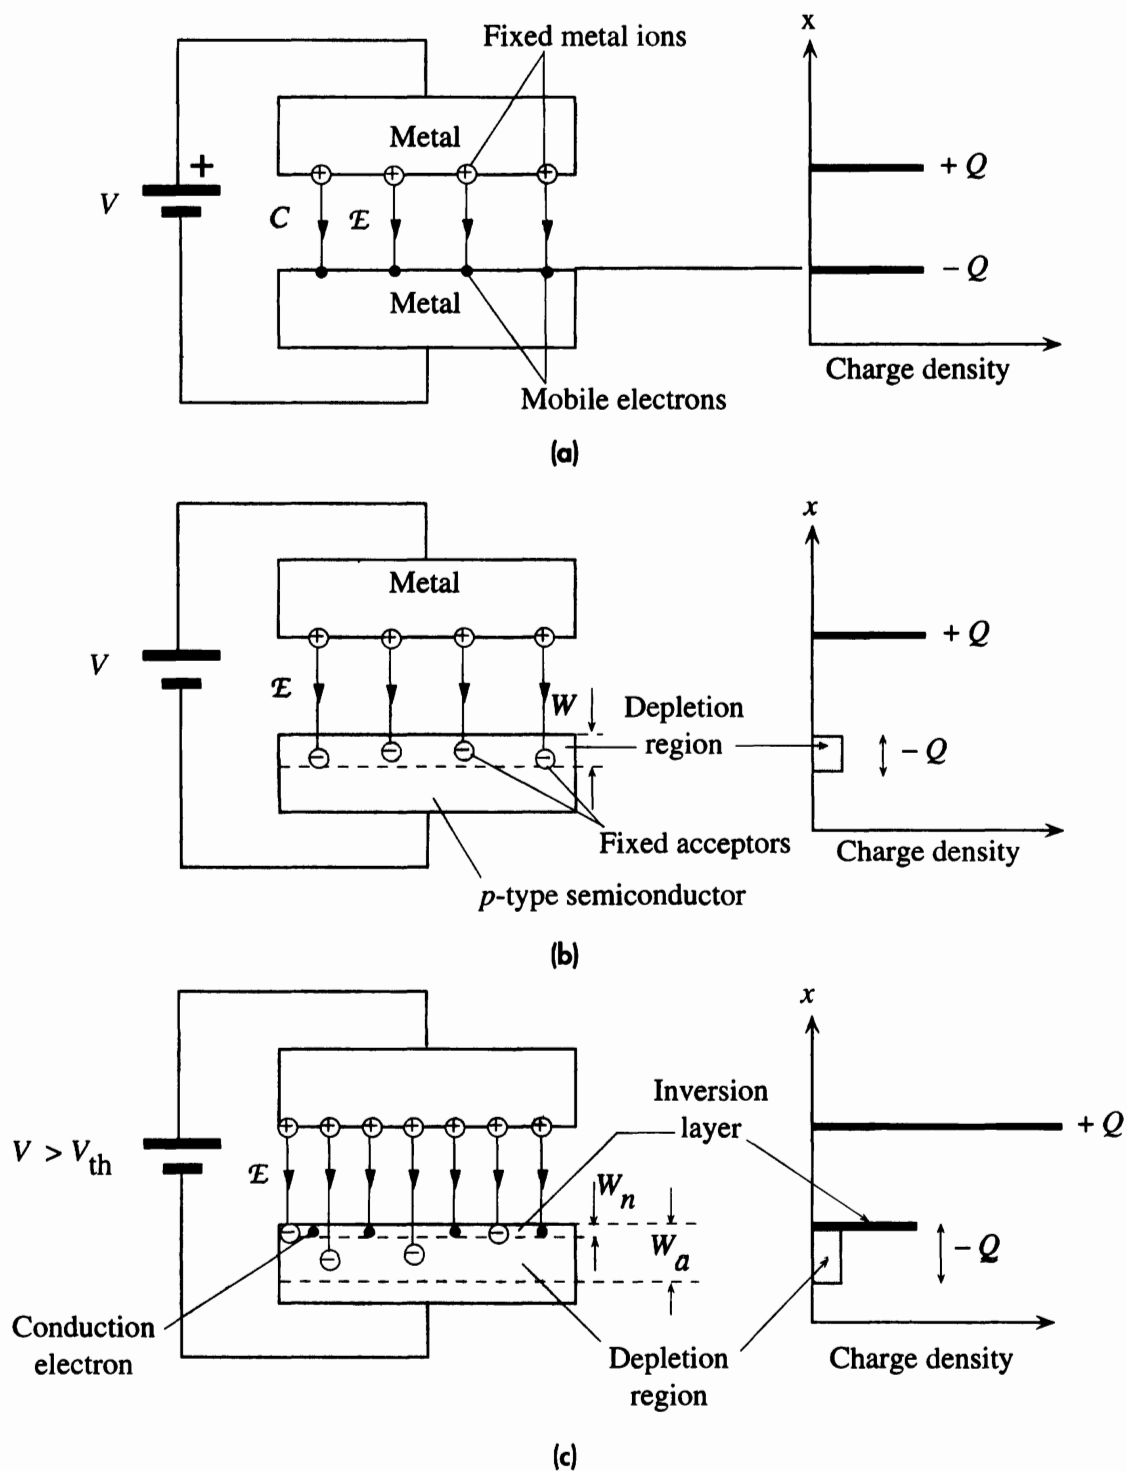 Fixed metal ions
x
Metal
+
V
C
ℰ
+ Q
− Q
Metal
Charge density
Mobile electrons
(a)
x
Metal
+ Q
V
ℰ
W
Depletion
region
− Q
Fixed acceptors
Charge density
p-type semiconductor
(b)
x
Inversion
layer
+ Q
V > Vth
ℰ
Wn
Wa
− Q
Conduction
electron
Depletion
region
Charge density
(c)